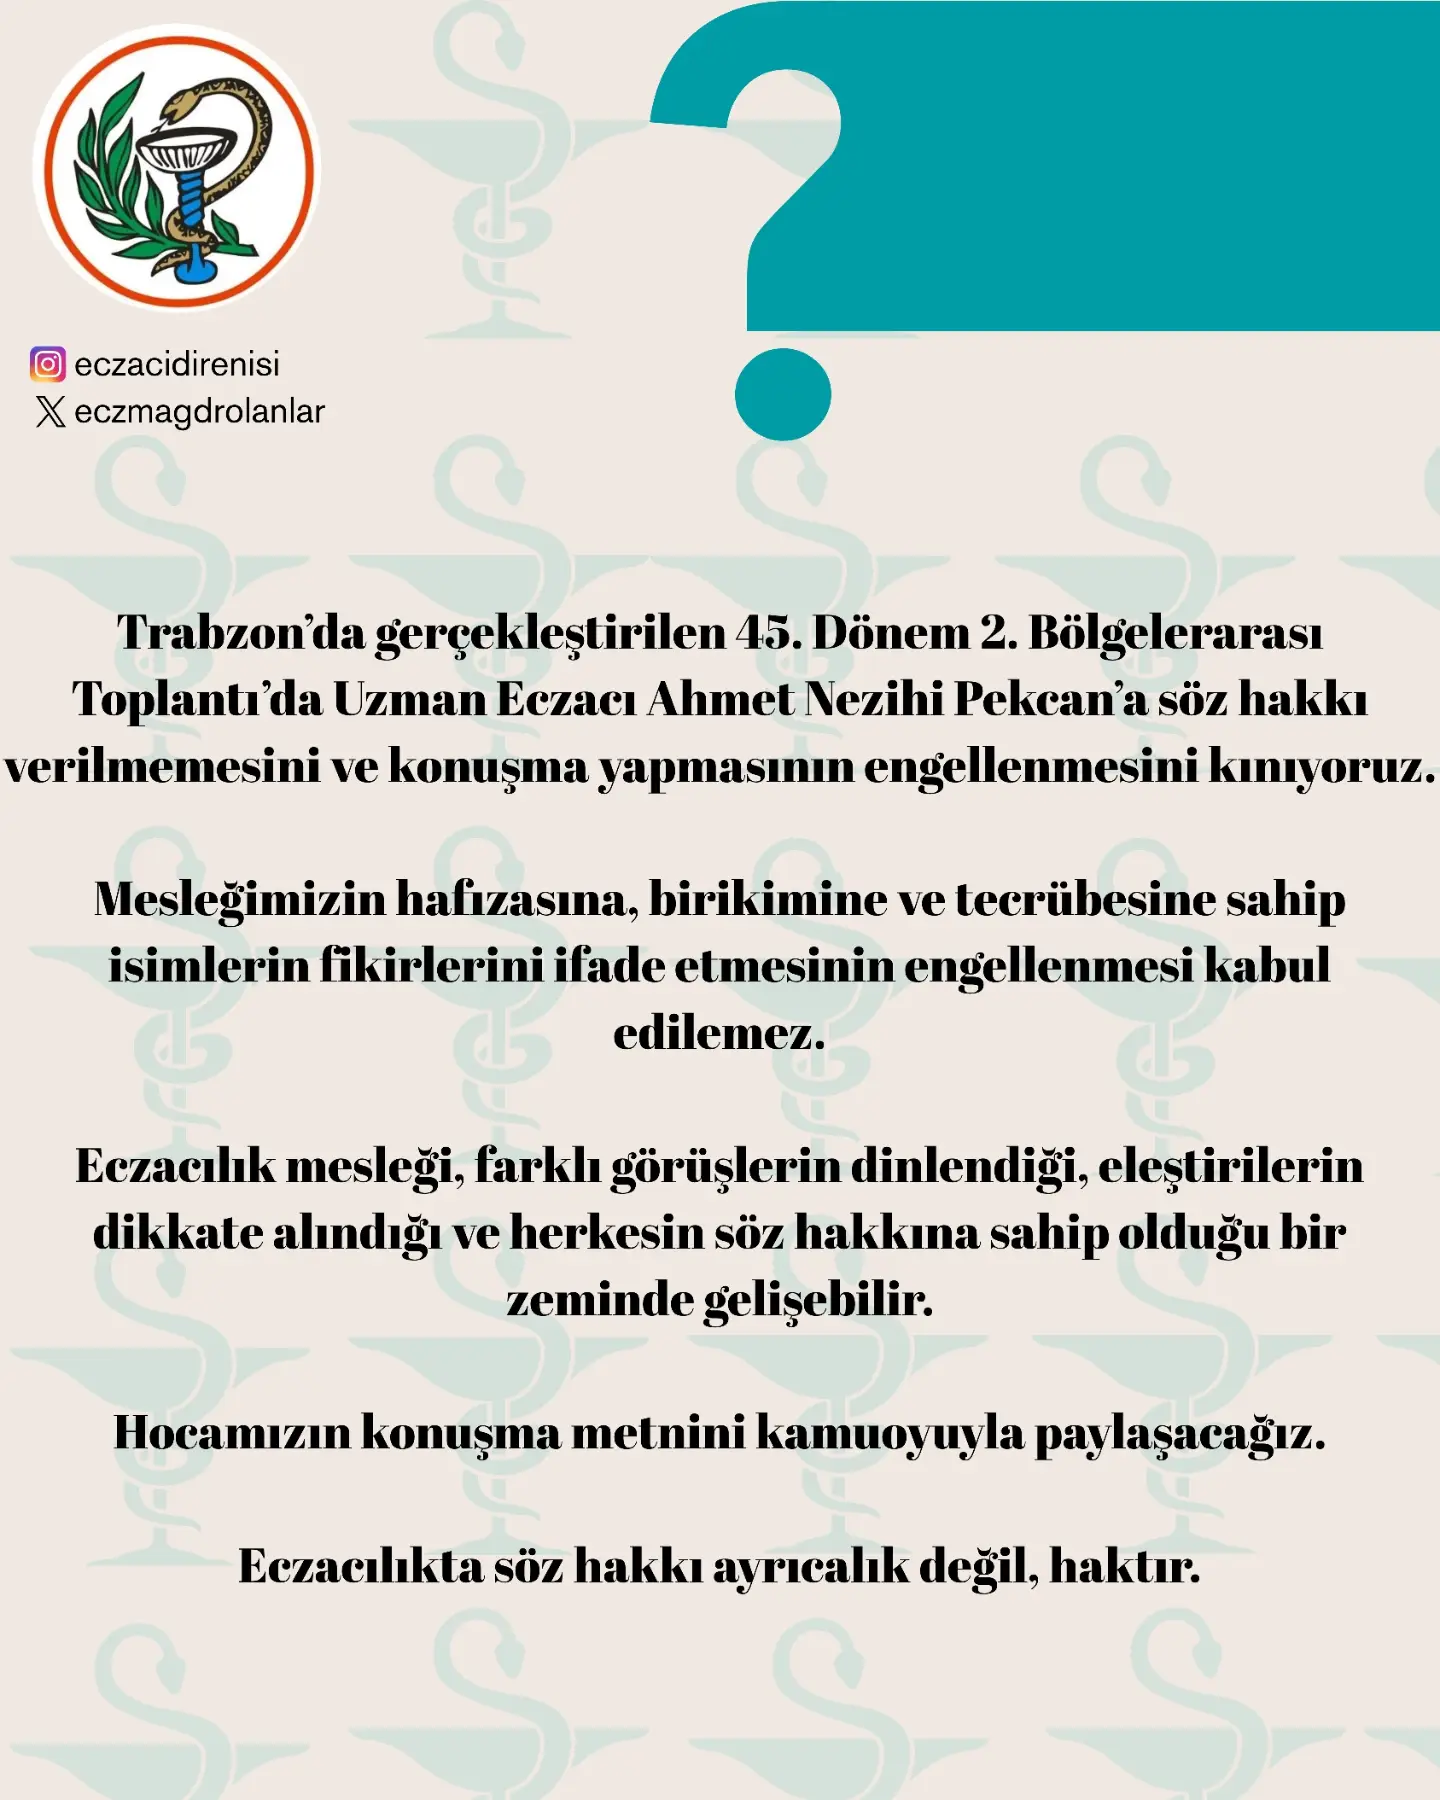 eczacidirenisi
eczmagdrolanlar
Trabzon’da gerçekleştirilen 45. Dönem 2. Bölgelerarası
Toplantı’da Uzman Eczacı Ahmet Nezihi Pekcan’a söz hakkı
verilmemesini ve konuşma yapmasının engellenmesini kınıyoruz.
Mesleğimizin hafızasına, birikimine ve tecrübesine sahip
isimlerin fikirlerini ifade etmesinin engellenmesi kabul
edilemez.
Eczacılık mesleği, farklı görüşlerin dinlendiği, eleştirilerin
dikkate alındığı ve herkesin söz hakkına sahip olduğu bir
zeminde gelişebilir.
Hocamızın konuşma metnini kamuoyuyla paylaşacağız.
Eczacılıkta söz hakkı ayrıcalık değil, haktır.